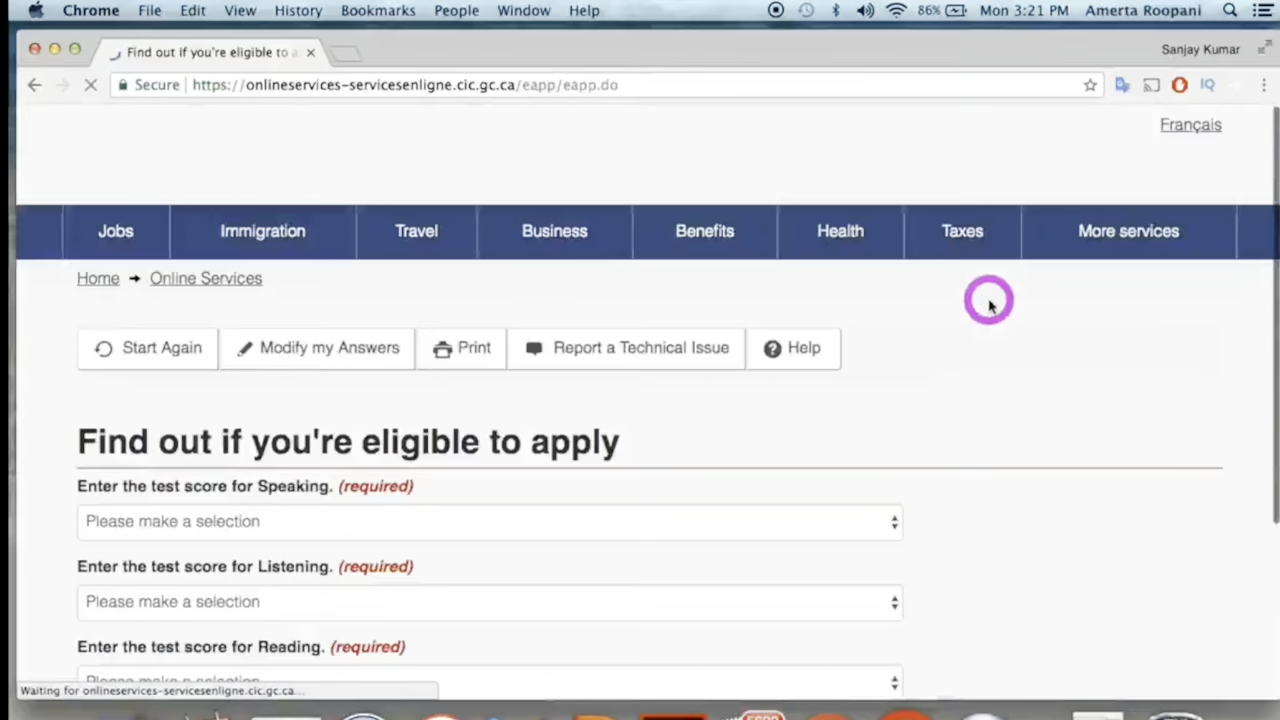 Chrome File Edit View History Bookmarks People Window Help 86% Mon 3:21 PM Amerta Roopani
Find out if you're eligible to a Sanjay Kumar
Secure https://onlineservices-servicesenligne.cic.gc.ca/eapp/eapp.do IQ
Français
Jobs Immigration Travel Business Benefits Health Taxes More services
Home → Online Services
Start Again Modify my Answers Print Report a Technical Issue Help
Find out if you're eligible to apply
Enter the test score for Speaking. (required)
Please make a selection
Enter the test score for Listening. (required)
Please make a selection
Enter the test score for Reading. (required)
Please make a selection
Waiting for onlineservices-servicesenligne.cic.gc.ca...